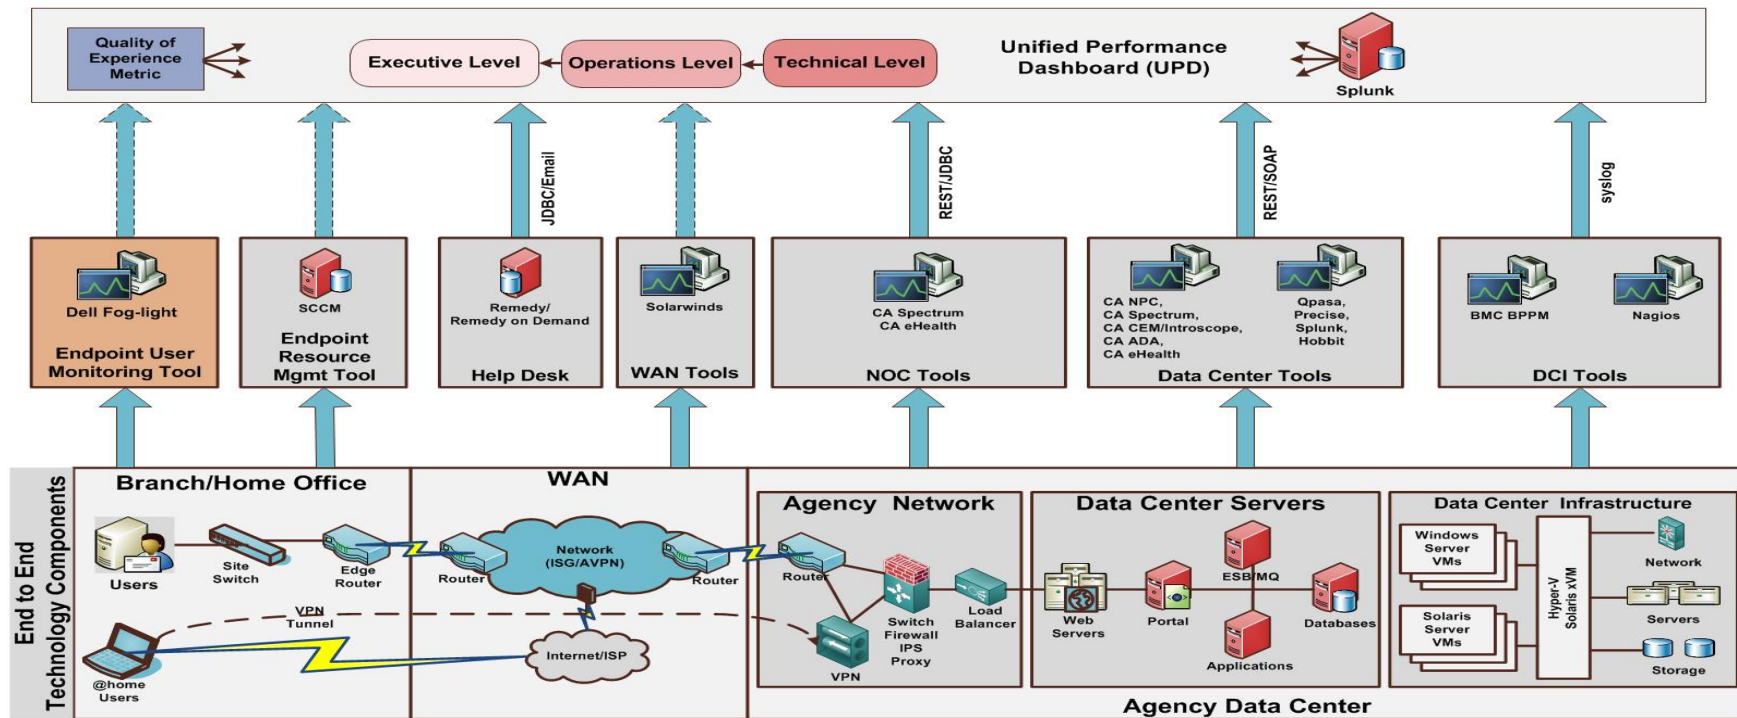 Quality of
Experience
Metric
Executive Level
Operations Level
Technical Level
Unified Performance
Dashboard (UPD)
Splunk
JDBC/Email
REST/JDBC
REST/SOAP
syslog
Dell Fog-light
Endpoint User
Monitoring Tool
SCCM
Endpoint
Resource
Mgmt Tool
Remedy/
Remedy on Demand
Help Desk
Solarwinds
WAN Tools
CA Spectrum
CA eHealth
NOC Tools
CA NPC,
CA Spectrum,
CA CEM/Introscope,
CA ADA,
CA eHealth
Qpasa,
Precise,
Splunk,
Hobbit
Data Center Tools
BMC BPPM
Nagios
DCI Tools
End to End
Technology Components
Branch/Home Office
Users
Site
Switch
Edge
Router
VPN
Tunnel
@home
Users
WAN
Router
Network
(ISG/AVPN)
Router
Internet/ISP
Agency Network
Router
Switch
Firewall
IPS
Proxy
Load
Balancer
VPN
Data Center Servers
Web
Servers
Portal
ESB/MQ
Applications
Databases
Data Center Infrastructure
Windows
Server
VMs
Solaris
Server
VMs
Hyper-V
Solaris xVM
Network
Servers
Storage
Agency Data Center